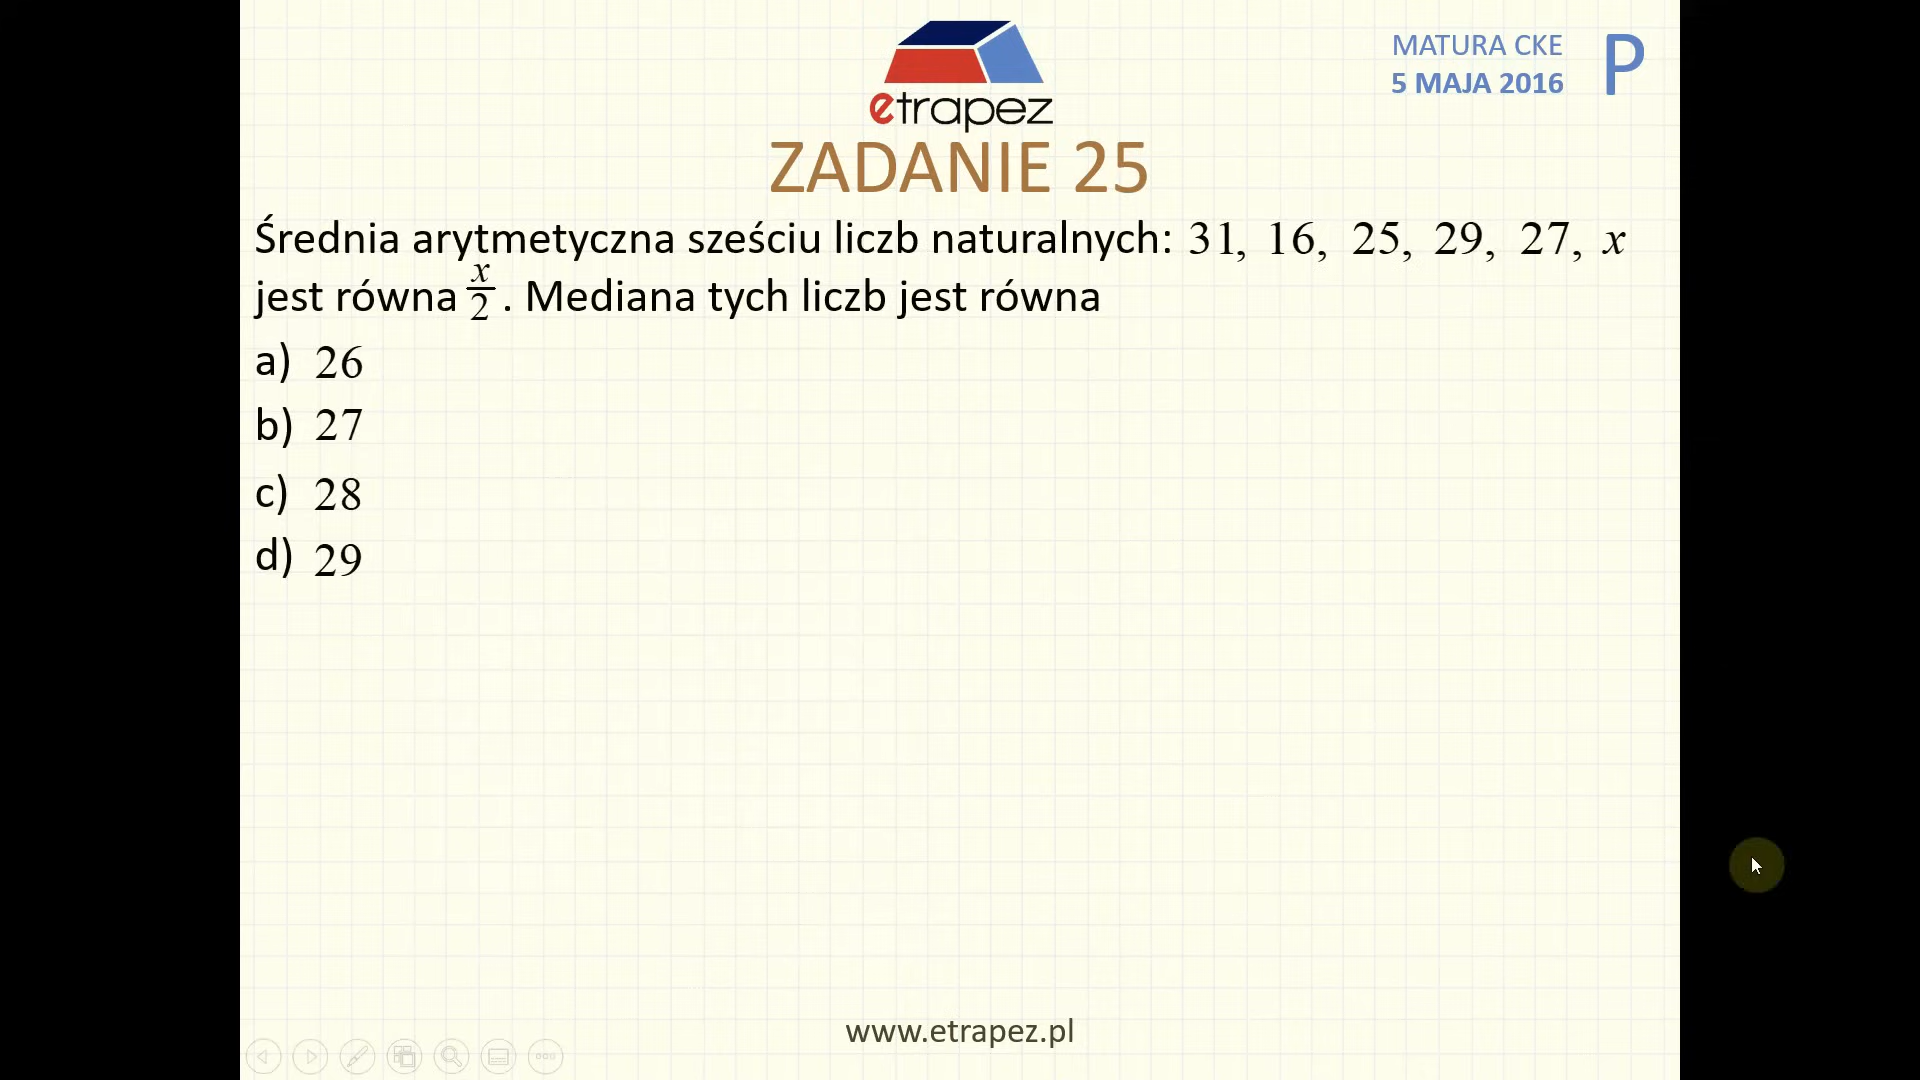 MATURA CKE
5 MAJA 2016
P
etrapez
ZADANIE 25
Średnia arytmetyczna sześciu liczb naturalnych: 31, 16, 25, 29, 27, x
jest równa x/2. Mediana tych liczb jest równa
a) 26
b) 27
c) 28
d) 29
www.etrapez.pl